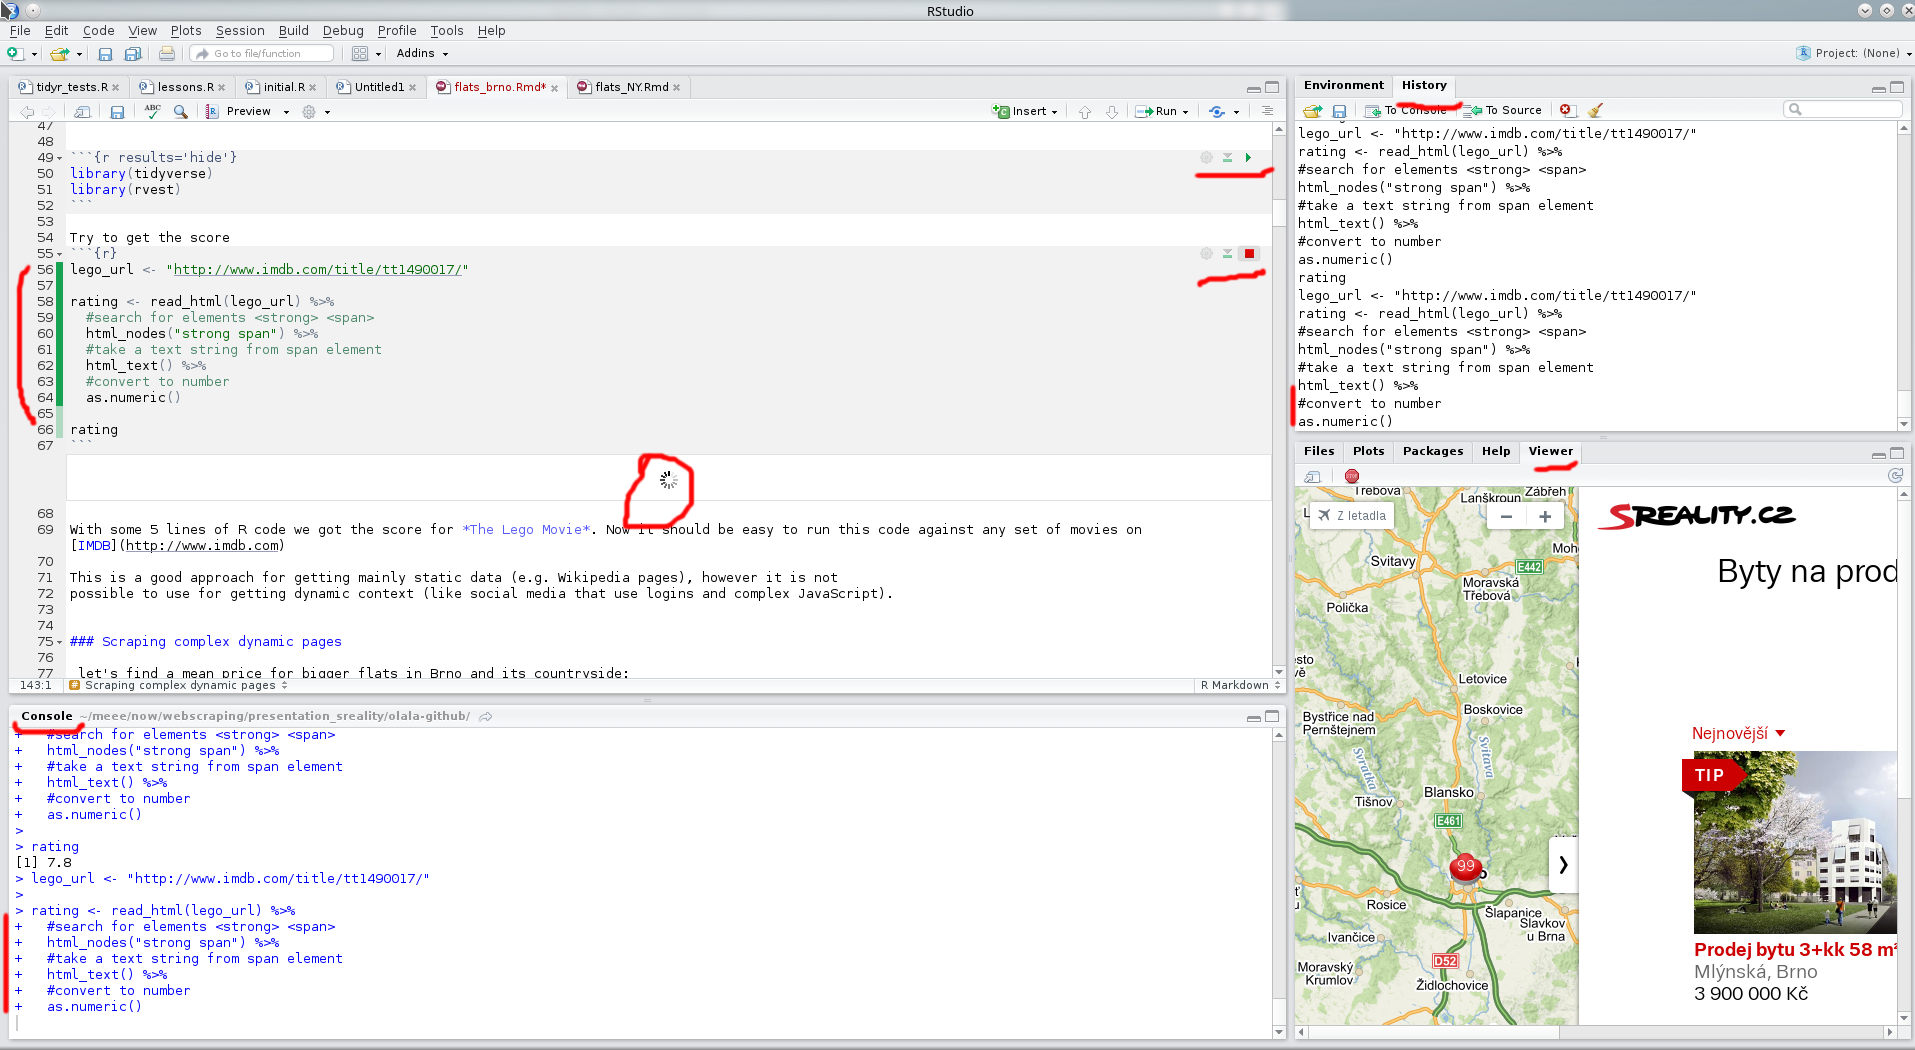 RStudio
File Edit Code View Plots Session Build Debug Profile Tools Help
Go to file/function Addins Project: (None)
tidyr_tests.R lessons.R initial.R Untitled1 flats_brno.Rmd* flats_NY.Rmd
ABC Preview Insert Run
47
48
49 ```{r results='hide'}
50 library(tidyverse)
51 library(rvest)
52 ```
53
54 Try to get the score
55 ```{r}
56 lego_url <- "http://www.imdb.com/title/tt1490017/"
57
58 rating <- read_html(lego_url) %>%
59 #search for elements <strong> <span>
60 html_nodes("strong span") %>%
61 #take a text string from span element
62 html_text() %>%
63 #convert to number
64 as.numeric()
65
66 rating
67 ```
68
69 With some 5 lines of R code we got the score for *The Lego Movie*. Now it should be easy to run this code against any set of movies on
[IMDB](http://www.imdb.com)
70
71 This is a good approach for getting mainly static data (e.g. Wikipedia pages), however it is not
72 possible to use for getting dynamic context (like social media that use logins and complex JavaScript).
73
74
75 ### Scraping complex dynamic pages
76
77 let's find a mean price for bigger flats in Brno and its countryside:
143:1 # Scraping complex dynamic pages R Markdown
Console ~/meee/now/webscraping/presentation_sreality/olala-github/
+ #search for elements <strong> <span>
+ html_nodes("strong span") %>%
+ #take a text string from span element
+ html_text() %>%
+ #convert to number
+ as.numeric()
>
> rating
[1] 7.8
> lego_url <- "http://www.imdb.com/title/tt1490017/"
>
> rating <- read_html(lego_url) %>%
+ #search for elements <strong> <span>
+ html_nodes("strong span") %>%
+ #take a text string from span element
+ html_text() %>%
+ #convert to number
+ as.numeric()
Environment History
To Console To Source
lego_url <- "http://www.imdb.com/title/tt1490017/"
rating <- read_html(lego_url) %>%
#search for elements <strong> <span>
html_nodes("strong span") %>%
#take a text string from span element
html_text() %>%
#convert to number
as.numeric()
rating
lego_url <- "http://www.imdb.com/title/tt1490017/"
rating <- read_html(lego_url) %>%
#search for elements <strong> <span>
html_nodes("strong span") %>%
#take a text string from span element
html_text() %>%
#convert to number
as.numeric()
Files Plots Packages Help Viewer
Třebová
Lanškroun
Zábřeh
Z letadla
− +
Svitavy
Moh
E442
Moravská
Třebová
Polička
Letovice
Boskovice
Bystřice nad
Pernštejnem
Svratka
Svitava
Blansko
Tišnov
E461
99
Rosice
Šlapanice
Slavkov
u Brna
Ivančice
D52
Moravský
Krumlov
Židlochovice
SREALITY.CZ
Byty na prod
Nejnovější
TIP
Prodej bytu 3+kk 58 m²
Mlýnská, Brno
3 900 000 Kč